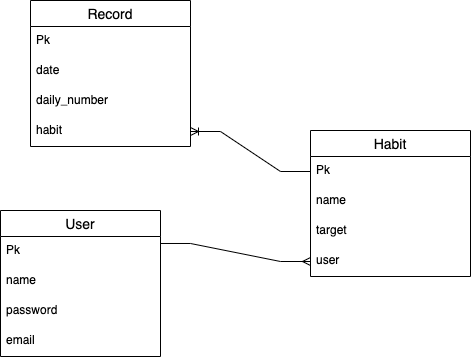 Record
Pk
date
daily_number
habit
Habit
Pk
name
target
user
User
Pk
name
password
email